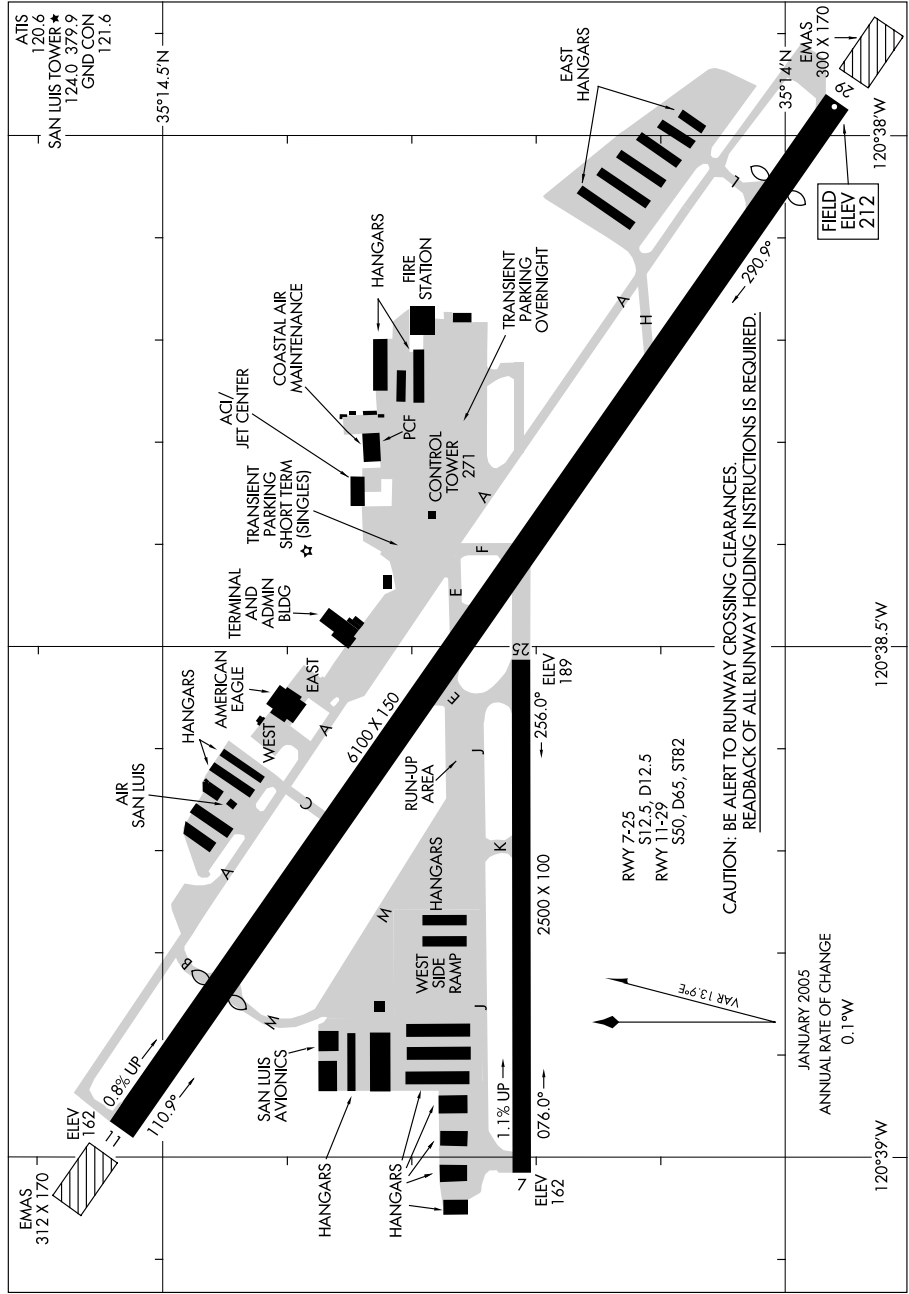 ATIS
120.6
SAN LUIS TOWER ★
124.0 379.9
GND CON
121.6
35°14.5'N
35°14'N
EMAS
300 X 170
29
120°38'W
EAST
HANGARS
L
FIELD
ELEV
212
290.9°
HANGARS
FIRE
STATION
COASTAL AIR
MAINTENANCE
TRANSIENT
PARKING
OVERNIGHT
A
H
ACI/
JET CENTER
PCF
CONTROL
TOWER
271
A
TRANSIENT
PARKING
SHORT TERM
(SINGLES)
F
E
TERMINAL
AND
ADMIN
BLDG
120°38.5'W
25
ELEV
189
256.0°
HANGARS
AMERICAN
EAGLE
EAST
WEST
A
6100 X 150
E
J
RUN-UP
AREA
AIR
SAN LUIS
C
A
K
2500 X 100
HANGARS
M
WEST
SIDE
RAMP
B
M
J
SAN LUIS
AVIONICS
0.8% UP
110.9°
11
ELEV
162
EMAS
312 X 170
HANGARS
HANGARS
1.1% UP
076.0°
7
ELEV
162
120°39'W
RWY 7-25
S12.5, D12.5
RWY 11-29
S50, D65, ST82
CAUTION: BE ALERT TO RUNWAY CROSSING CLEARANCES.
READBACK OF ALL RUNWAY HOLDING INSTRUCTIONS IS REQUIRED.
VAR 13.9°E
JANUARY 2005
ANNUAL RATE OF CHANGE
0.1°W